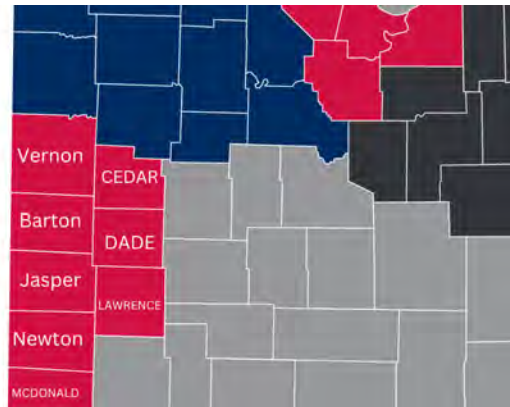 Vernon
CEDAR
Barton
DADE
Jasper
LAWRENCE
Newton
MCDONALD